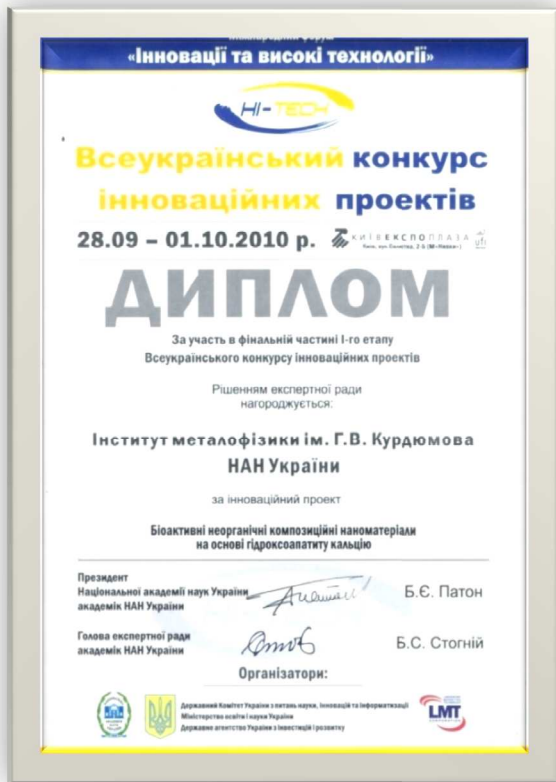 Міжнародний форум
«Інновації та високі технології»
HI-TECH
Всеукраїнський конкурс
інноваційних проектів
28.09 – 01.10.2010 р.
КИЇВЕКСПОПЛАЗА
ДИПЛОМ
За участь в фінальній частині І-го етапу
Всеукраїнського конкурсу інноваційних проектів
Рішенням експертної ради
нагороджується:
Інститут металофізики ім. Г.В. Курдюмова
НАН України
за інноваційний проект
Біоактивні неорганічні композиційні наноматеріали
на основі гідроксоапатиту кальцію
Президент
Національної академії наук України
академік НАН України
Б.Є. Патон
Голова експертної ради
академік НАН України
Б.С. Стогній
Організатори:
Державний Комітет України з питань науки, інновацій та інформатизації
Міністерство освіти і науки України
Державне агентство України з інвестицій і розвитку
LMT